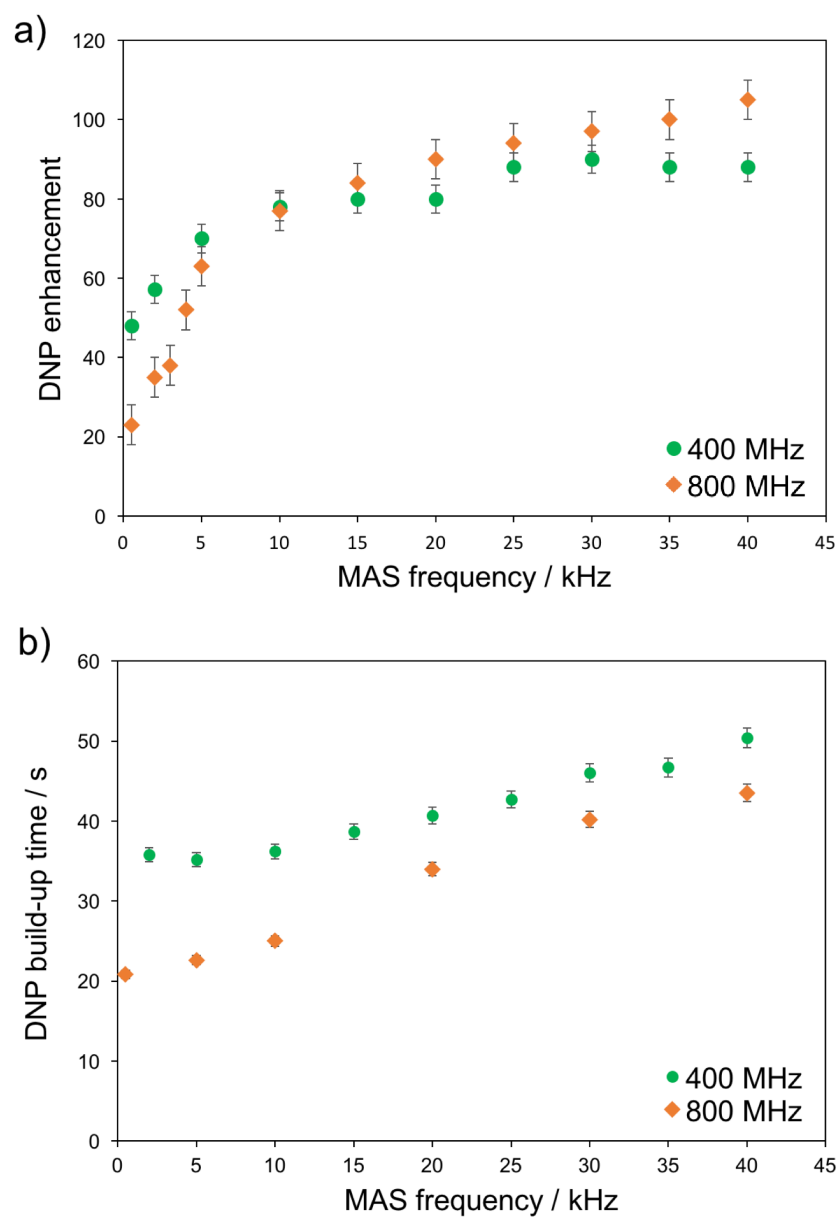 a)
120
100
80
60
40
20
0
DNP enhancement
400 MHz
800 MHz
0 5 10 15 20 25 30 35 40 45
MAS frequency / kHz
b)
60
50
40
30
20
10
0
DNP build-up time / s
400 MHz
800 MHz
0 5 10 15 20 25 30 35 40 45
MAS frequency / kHz